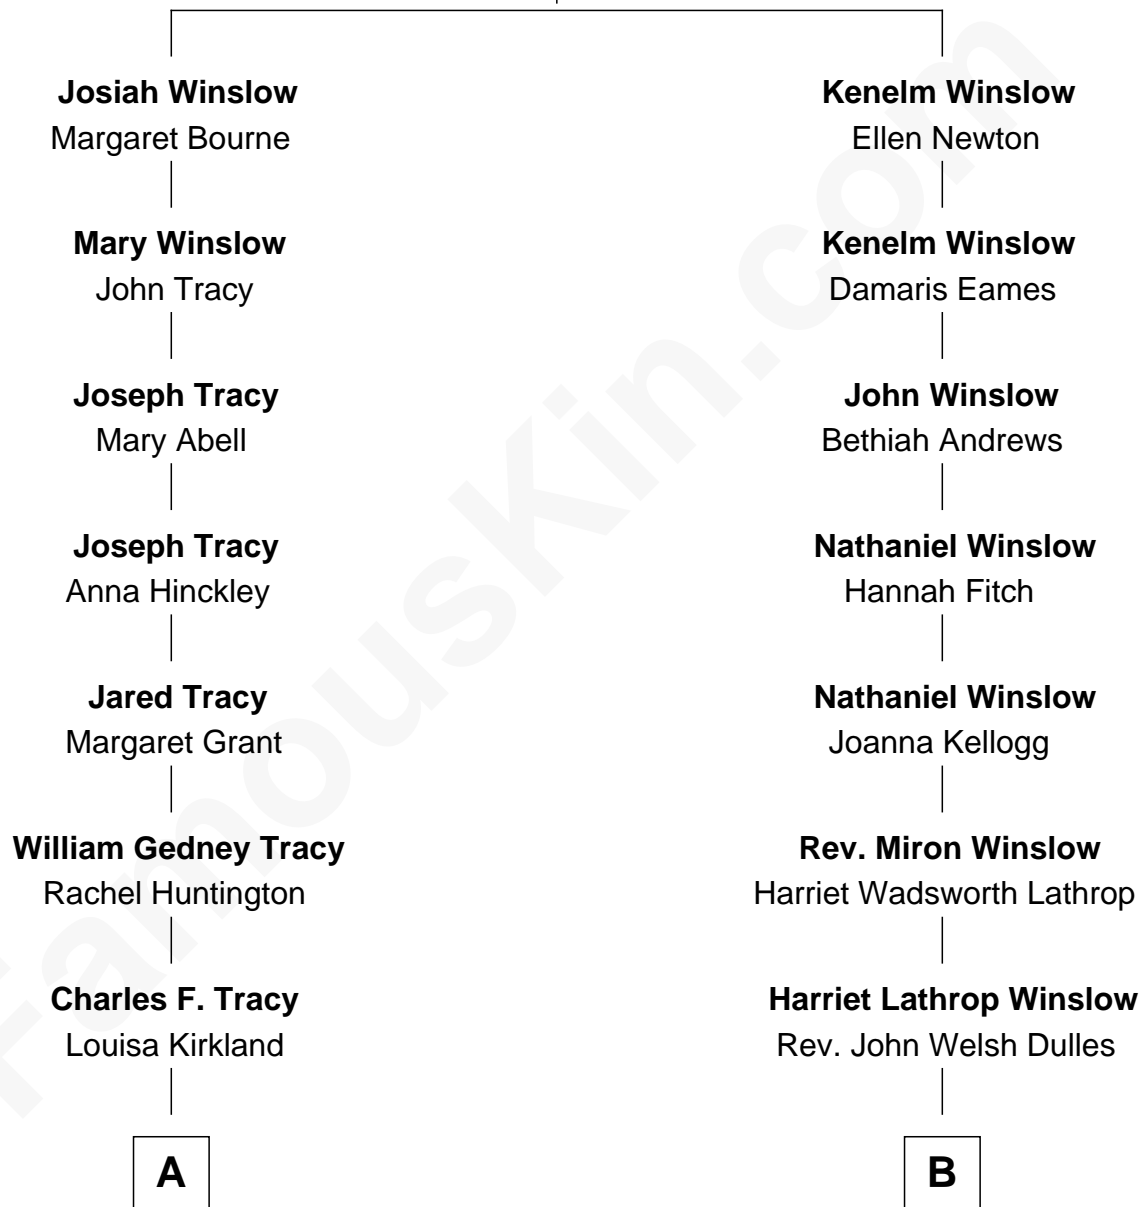 Josiah Winslow
Margaret Bourne
Mary Winslow
John Tracy
Joseph Tracy
Mary Abell
Joseph Tracy
Anna Hinckley
Jared Tracy
Margaret Grant
William Gedney Tracy
Rachel Huntington
Charles F. Tracy
Louisa Kirkland
A
Kenelm Winslow
Ellen Newton
Kenelm Winslow
Damaris Eames
John Winslow
Bethiah Andrews
Nathaniel Winslow
Hannah Fitch
Nathaniel Winslow
Joanna Kellogg
Rev. Miron Winslow
Harriet Wadsworth Lathrop
Harriet Lathrop Winslow
Rev. John Welsh Dulles
B
FamousKin.com